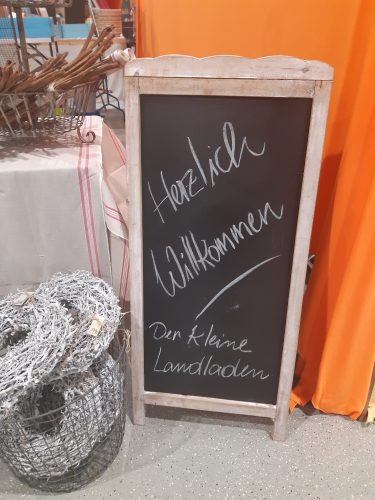 Herzlich
Willkommen
Der kleine
Landladen